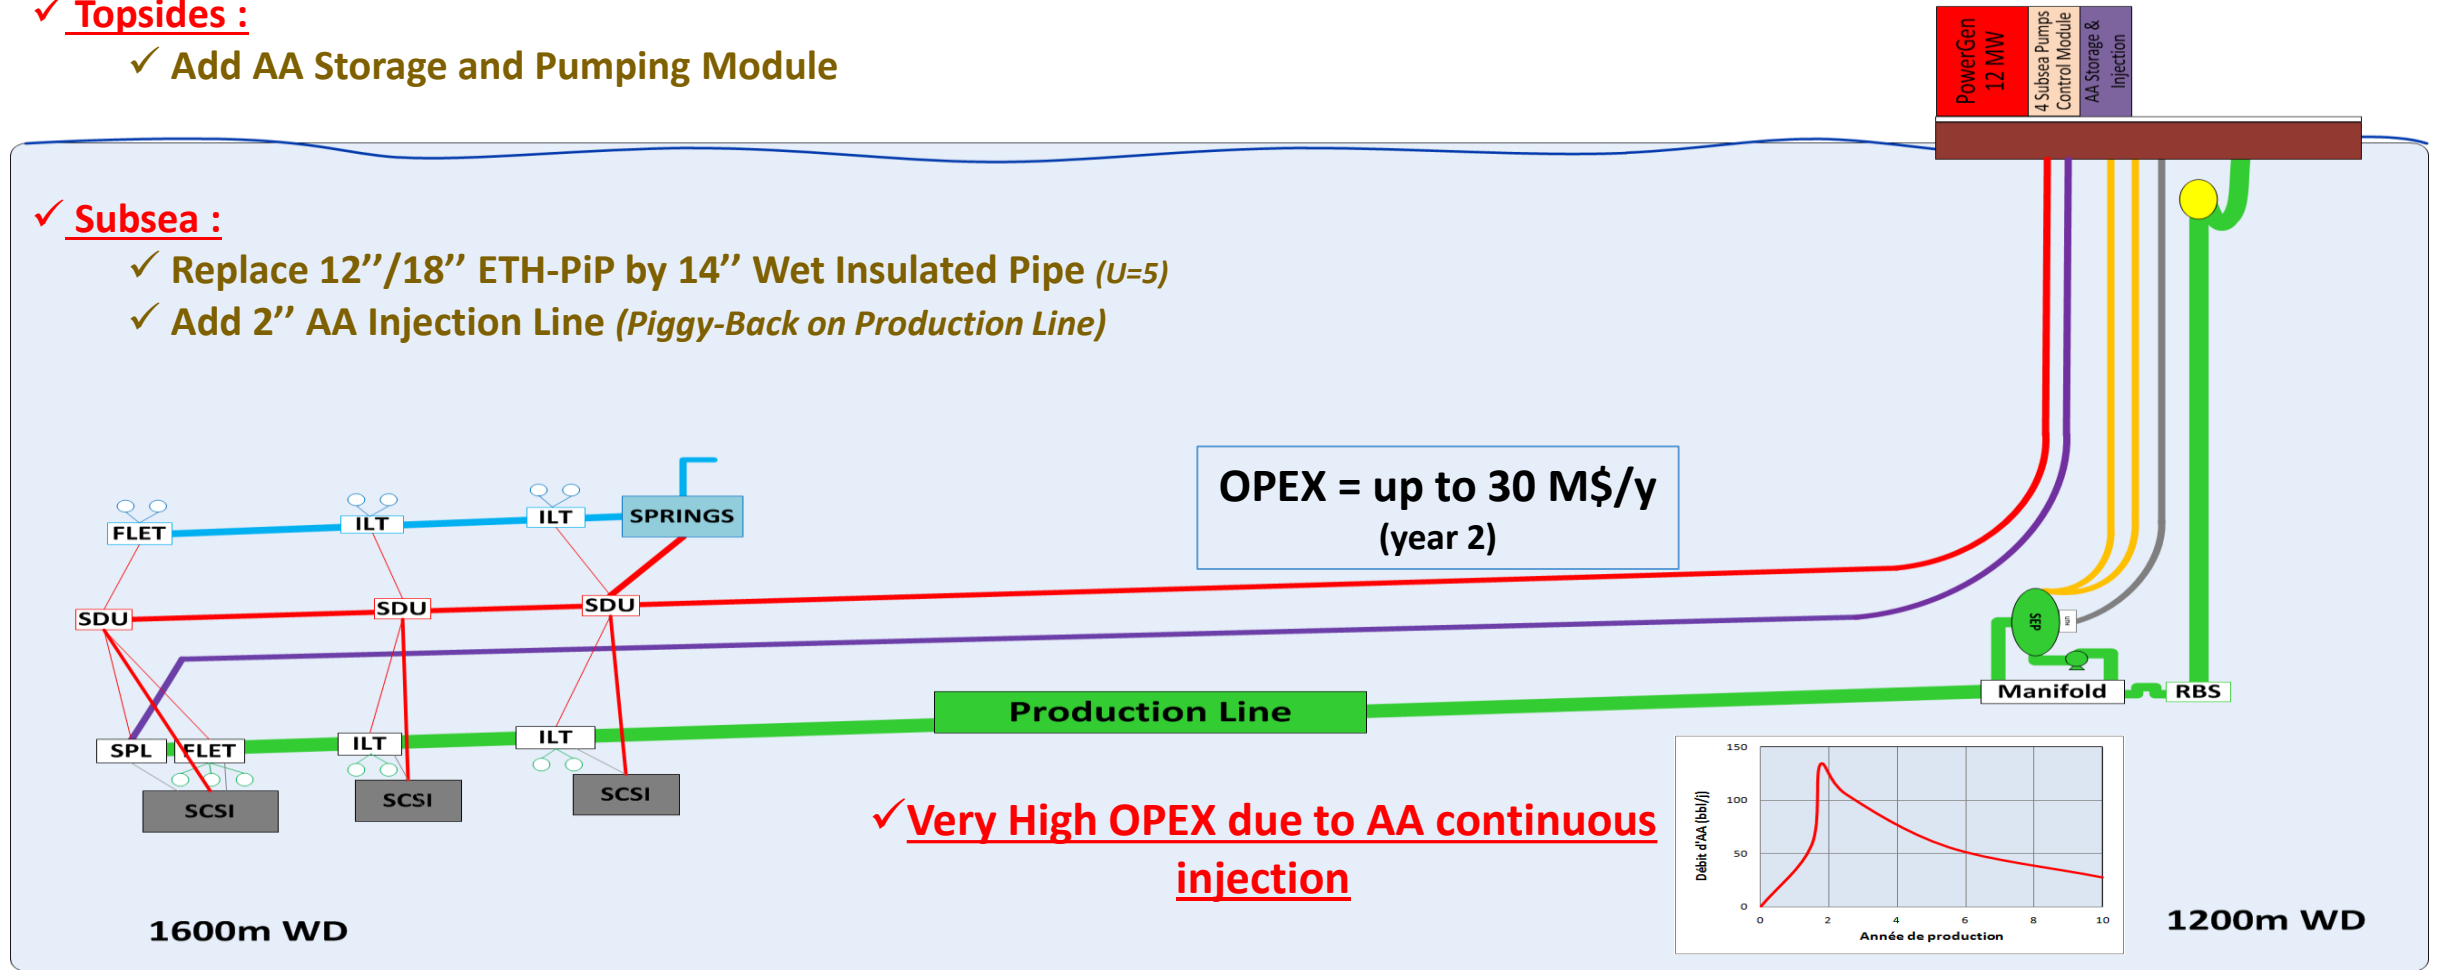 ✓ Topsides :
✓ Add AA Storage and Pumping Module
PowerGen
12 MW
4 Subsea Pumps
Control Module
AA Storage &
Injection
✓ Subsea :
✓ Replace 12’’/18’’ ETH-PiP by 14’’ Wet Insulated Pipe (U=5)
✓ Add 2’’ AA Injection Line (Piggy-Back on Production Line)
OPEX = up to 30 M$/y
(year 2)
FLET
ILT
ILT
SPRINGS
SDU
SDU
SDU
SEP
SPL
FLET
ILT
ILT
Production Line
Manifold
RBS
SCSI
SCSI
SCSI
✓Very High OPEX due to AA continuous
injection
Débit d'AA (bbl/j)
150
100
50
0
0 2 4 6 8 10
Année de production
1600m WD
1200m WD